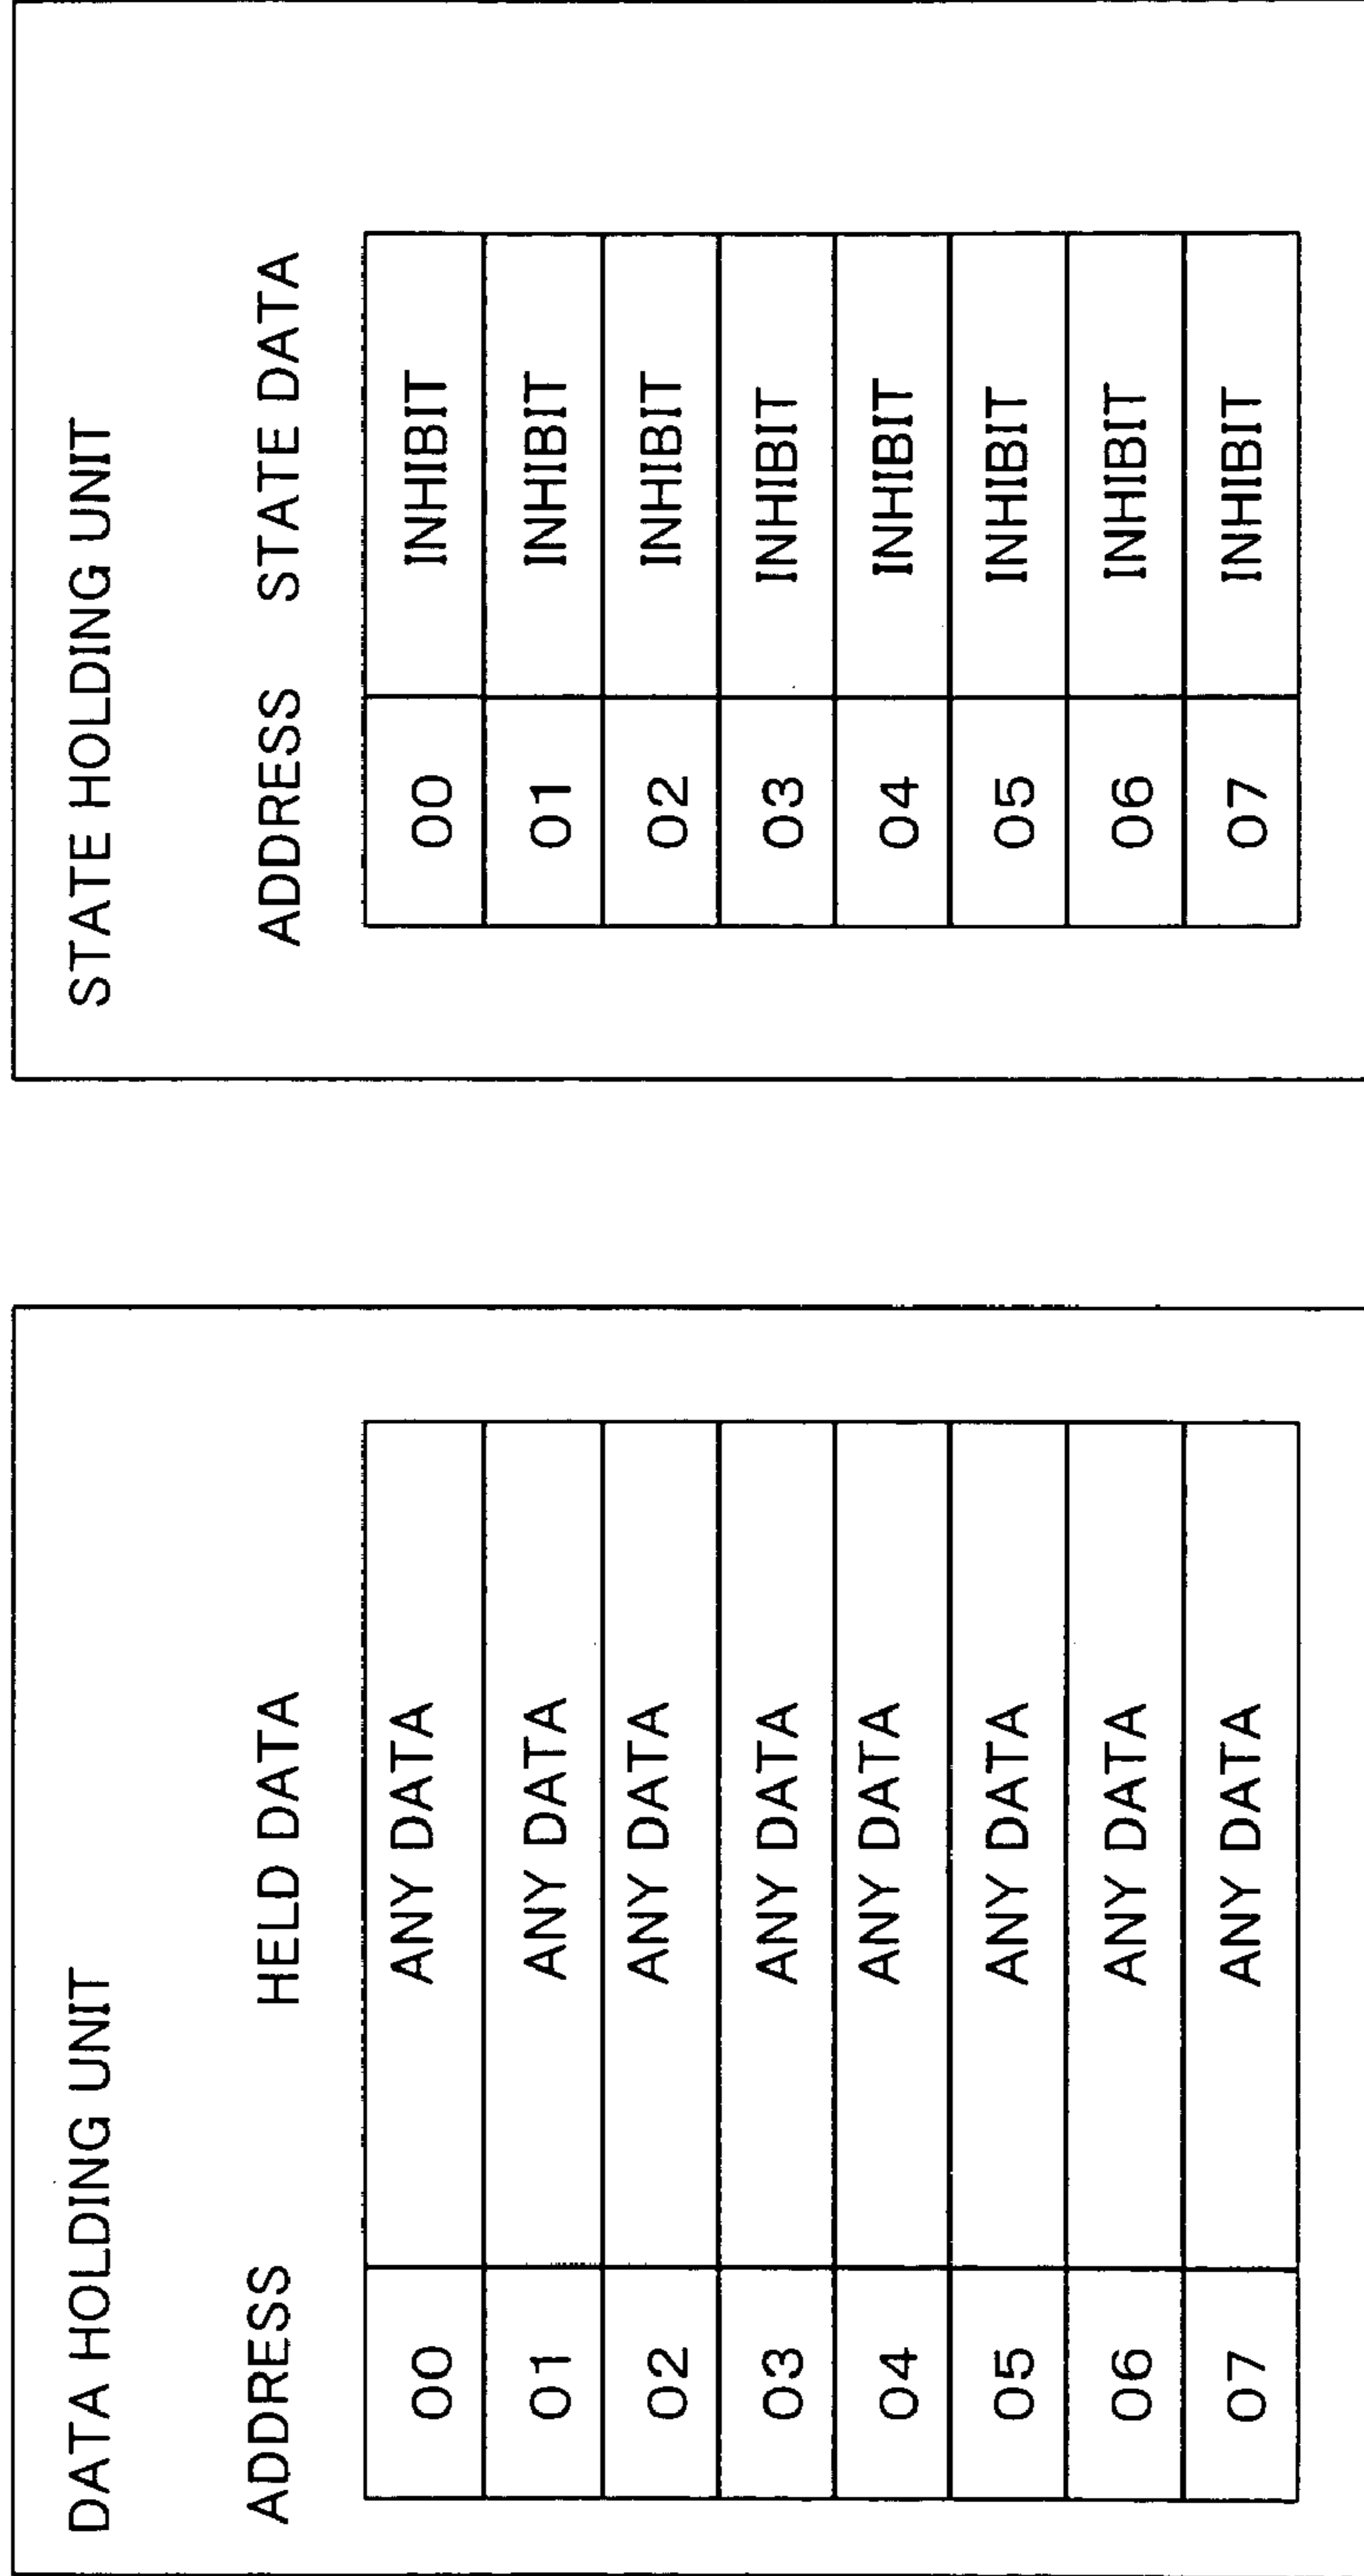 DATA HOLDING UNIT
ADDRESS HELD DATA
00 ANY DATA
01 ANY DATA
02 ANY DATA
03 ANY DATA
04 ANY DATA
05 ANY DATA
06 ANY DATA
07 ANY DATA
STATE HOLDING UNIT
ADDRESS STATE DATA
00 INHIBIT
01 INHIBIT
02 INHIBIT
03 INHIBIT
04 INHIBIT
05 INHIBIT
06 INHIBIT
07 INHIBIT